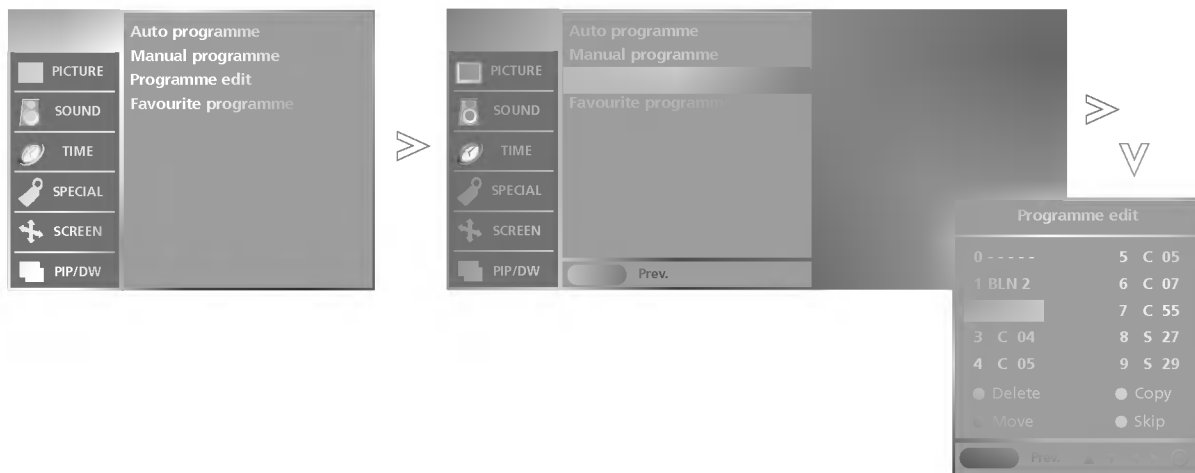 Auto programme
Manual programme
Programme edit
Favourite programme
PICTURE
SOUND
TIME
SPECIAL
SCREEN
PIP/DW
Auto programme
Manual programme
Favourite programme
PICTURE
SOUND
TIME
SPECIAL
SCREEN
PIP/DW
Prev.
Programme edit
0 - - - - - 5 C 05
1 BLN 2 6 C 07
7 C 55
3 C 04 8 S 27
4 C 05 9 S 29
Delete Copy
Move Skip
Prev.